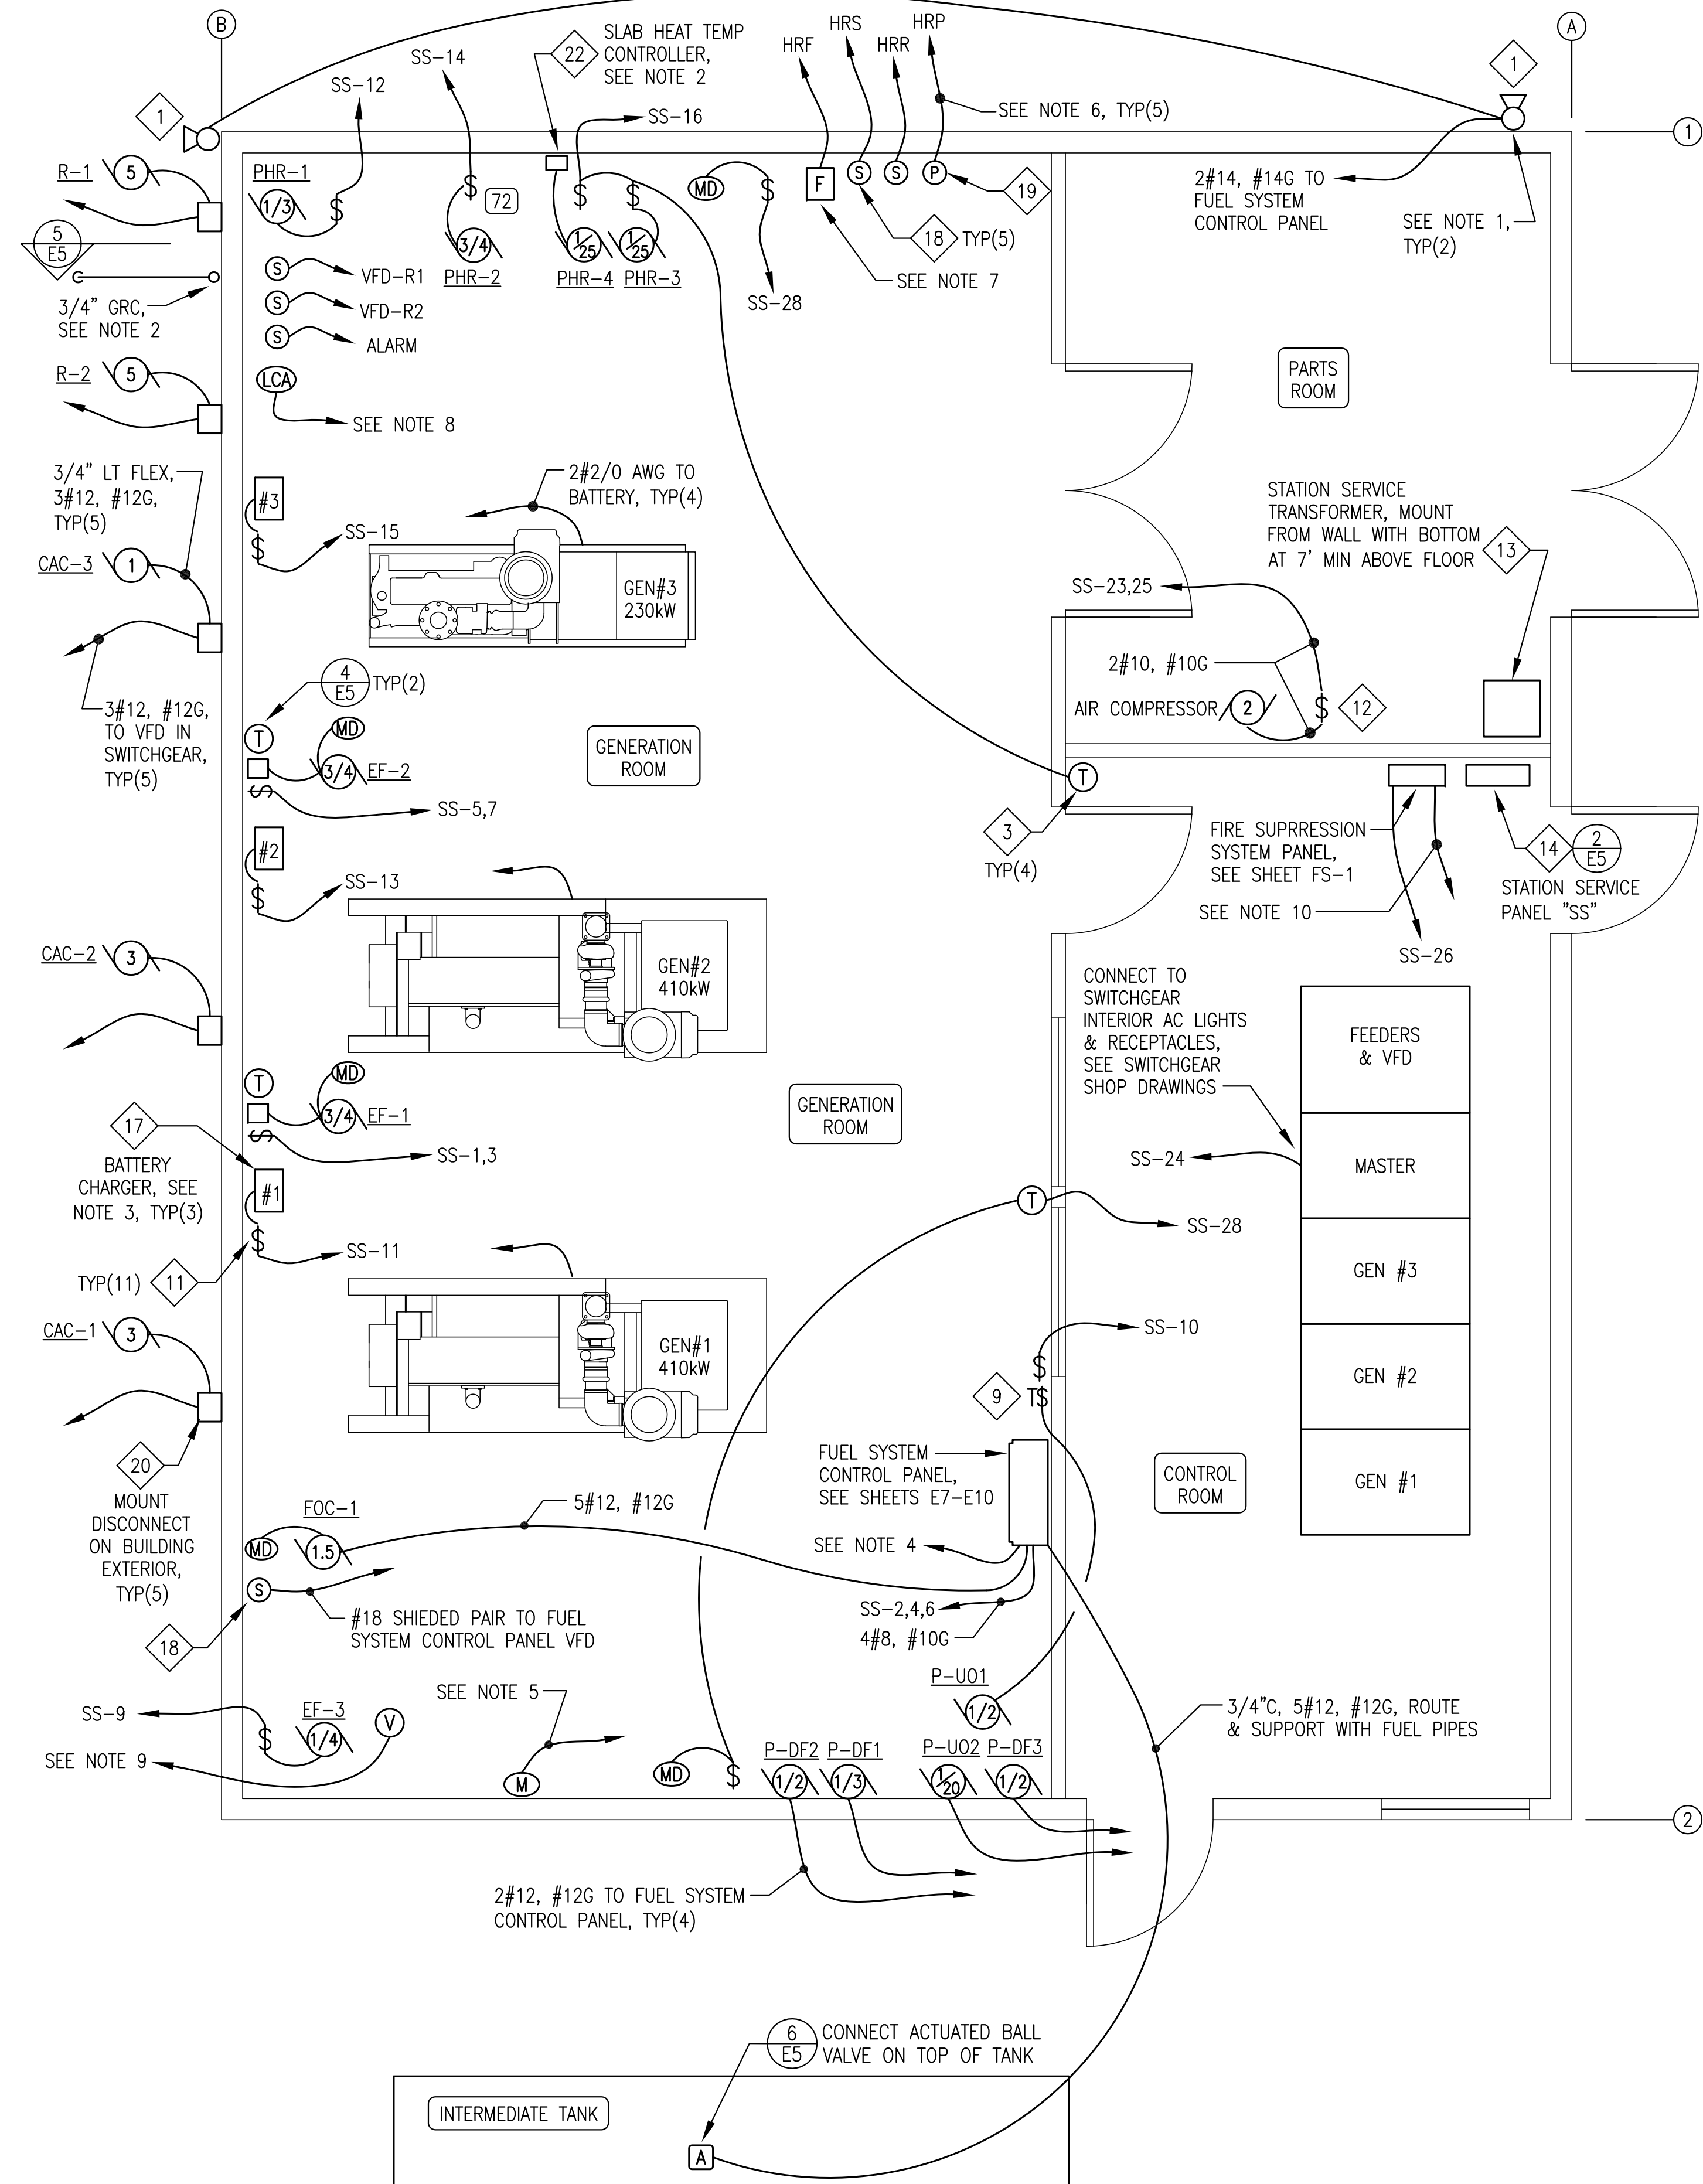 B
A
HRS
HRP
HRF
HRR
SLAB HEAT TEMP
CONTROLLER,
SEE NOTE 2
22
SS-14
SS-12
1
1
SS-16
SEE NOTE 6, TYP(5)
1
R-1
5
PHR-1
1/3
$
$
72
3/4
PHR-2
$
$
1/25
1/25
PHR-4
PHR-3
MD
$
F
S
S
P
19
18
TYP(5)
2#14, #14G TO
FUEL SYSTEM
CONTROL PANEL
SEE NOTE 1,
TYP(2)
SEE NOTE 7
SS-28
5
E5
3/4" GRC,
SEE NOTE 2
S
VFD-R1
S
VFD-R2
S
ALARM
R-2
5
LCA
SEE NOTE 8
PARTS
ROOM
3/4" LT FLEX,
3#12, #12G,
TYP(5)
#3
2#2/0 AWG TO
BATTERY, TYP(4)
$
SS-15
CAC-3
1
GEN#3
230kW
STATION SERVICE
TRANSFORMER, MOUNT
FROM WALL WITH BOTTOM
AT 7' MIN ABOVE FLOOR
13
SS-23,25
2#10, #10G
AIR COMPRESSOR
2
$
12
4
E5
TYP(2)
3#12, #12G,
TO VFD IN
SWITCHGEAR,
TYP(5)
T
MD
3/4
EF-2
$
SS-5,7
GENERATION
ROOM
T
3
TYP(4)
#2
$
SS-13
FIRE SUPRRESSION
SYSTEM PANEL,
SEE SHEET FS-1
SEE NOTE 10
14
2
E5
STATION SERVICE
PANEL "SS"
SS-26
CAC-2
3
GEN#2
410kW
CONNECT TO
SWITCHGEAR
INTERIOR AC LIGHTS
& RECEPTACLES,
SEE SWITCHGEAR
SHOP DRAWINGS
FEEDERS
& VFD
SS-24
MASTER
GEN #3
GEN #2
GEN #1
T
MD
3/4
EF-1
$
SS-1,3
GENERATION
ROOM
17
BATTERY
CHARGER, SEE
NOTE 3, TYP(3)
#1
$
SS-11
TYP(11)
11
T
SS-28
CAC-1
3
GEN#1
410kW
SS-10
$
9
T$
20
MOUNT
DISCONNECT
ON BUILDING
EXTERIOR,
TYP(5)
FUEL SYSTEM
CONTROL PANEL,
SEE SHEETS E7-E10
CONTROL
ROOM
FOC-1
5#12, #12G
MD
1.5
SEE NOTE 4
S
#18 SHIEDED PAIR TO FUEL
SYSTEM CONTROL PANEL VFD
18
SS-2,4,6
4#8, #10G
SEE NOTE 5
P-UO1
1/2
SS-9
EF-3
$
1/4
V
SEE NOTE 9
M
MD
$
P-DF2
P-DF1
P-UO2
P-DF3
1/2
1/3
1/20
1/2
3/4"C, 5#12, #12G, ROUTE
& SUPPORT WITH FUEL PIPES
2
2#12, #12G TO FUEL SYSTEM
CONTROL PANEL, TYP(4)
6
E5
CONNECT ACTUATED BALL
VALVE ON TOP OF TANK
INTERMEDIATE TANK
A